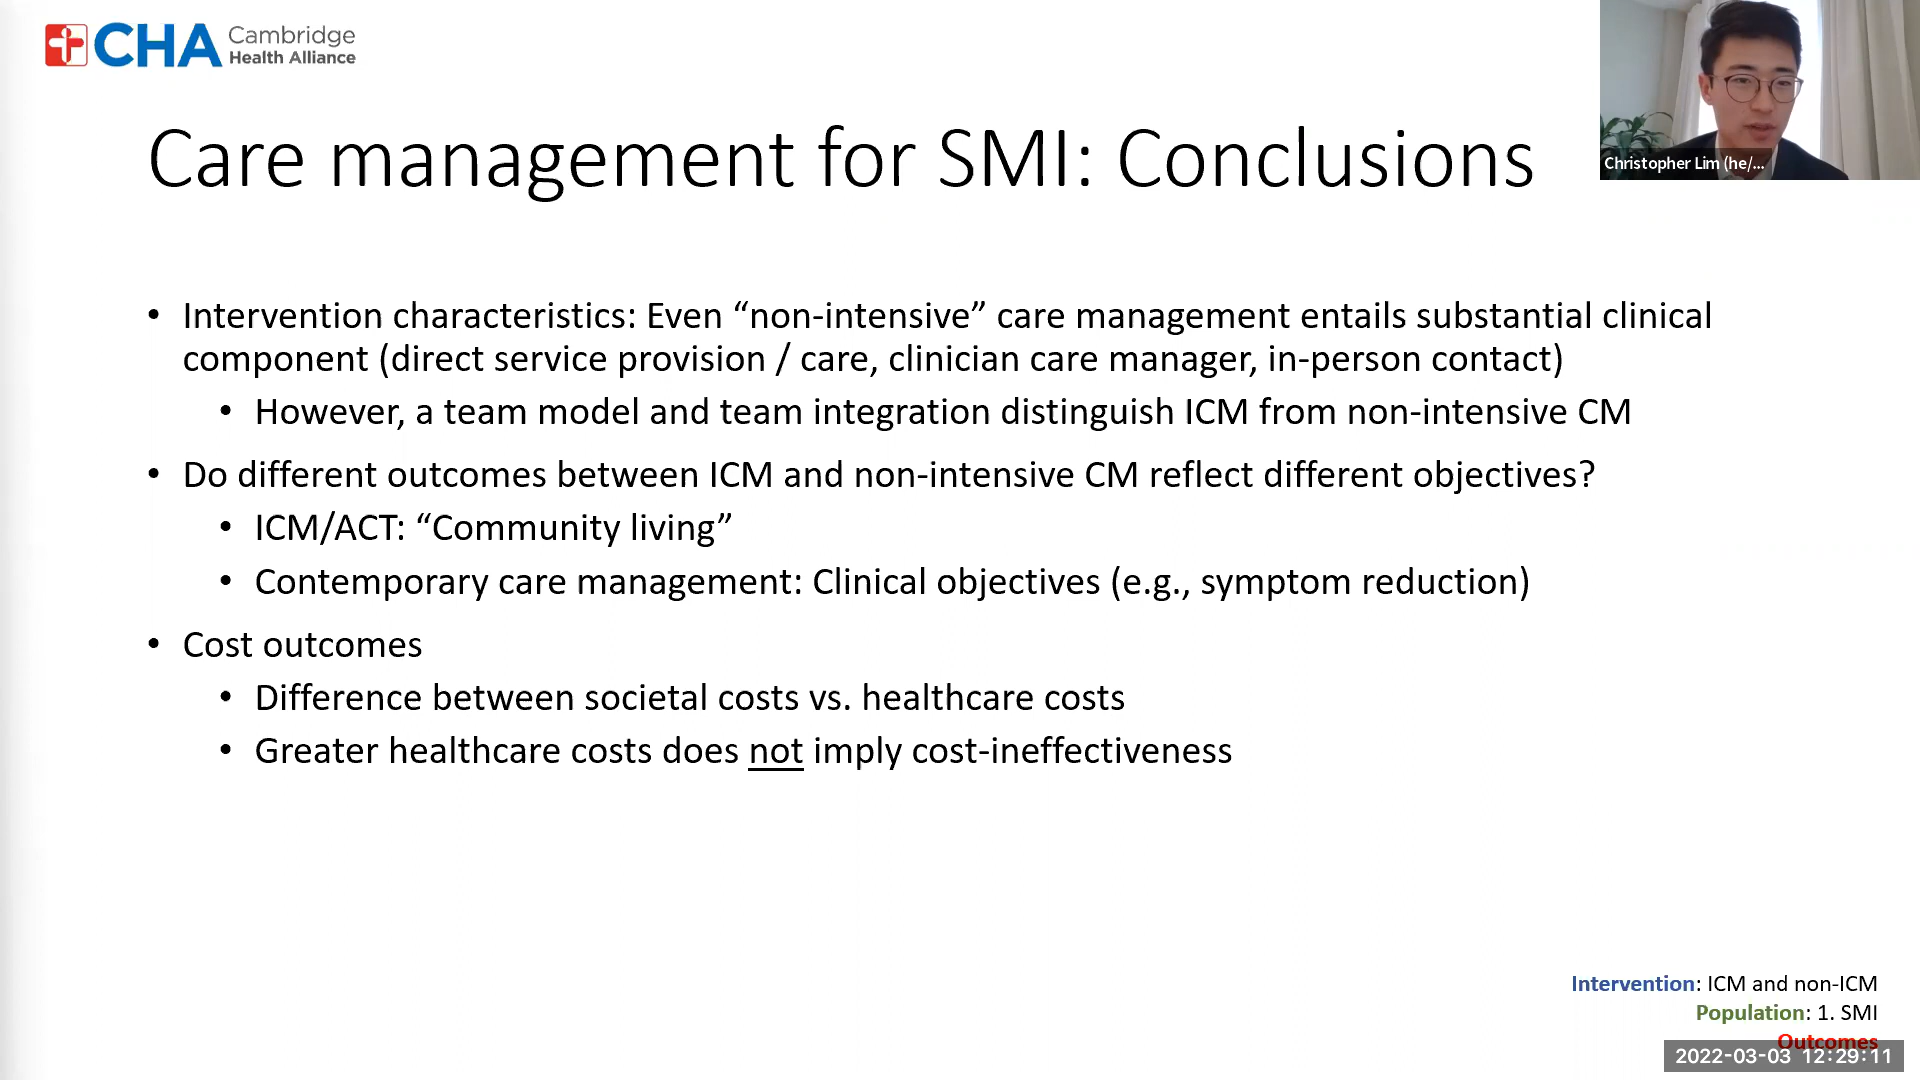 CHA Cambridge
Health Alliance
Christopher Lim (he/...
Care management for SMI: Conclusions
• Intervention characteristics: Even “non-intensive” care management entails substantial clinical
component (direct service provision / care, clinician care manager, in-person contact)
• However, a team model and team integration distinguish ICM from non-intensive CM
• Do different outcomes between ICM and non-intensive CM reflect different objectives?
• ICM/ACT: “Community living”
• Contemporary care management: Clinical objectives (e.g., symptom reduction)
• Cost outcomes
• Difference between societal costs vs. healthcare costs
• Greater healthcare costs does not imply cost-ineffectiveness
Intervention: ICM and non-ICM
Population: 1. SMI
Outcomes
2022-03-03 12:29:11